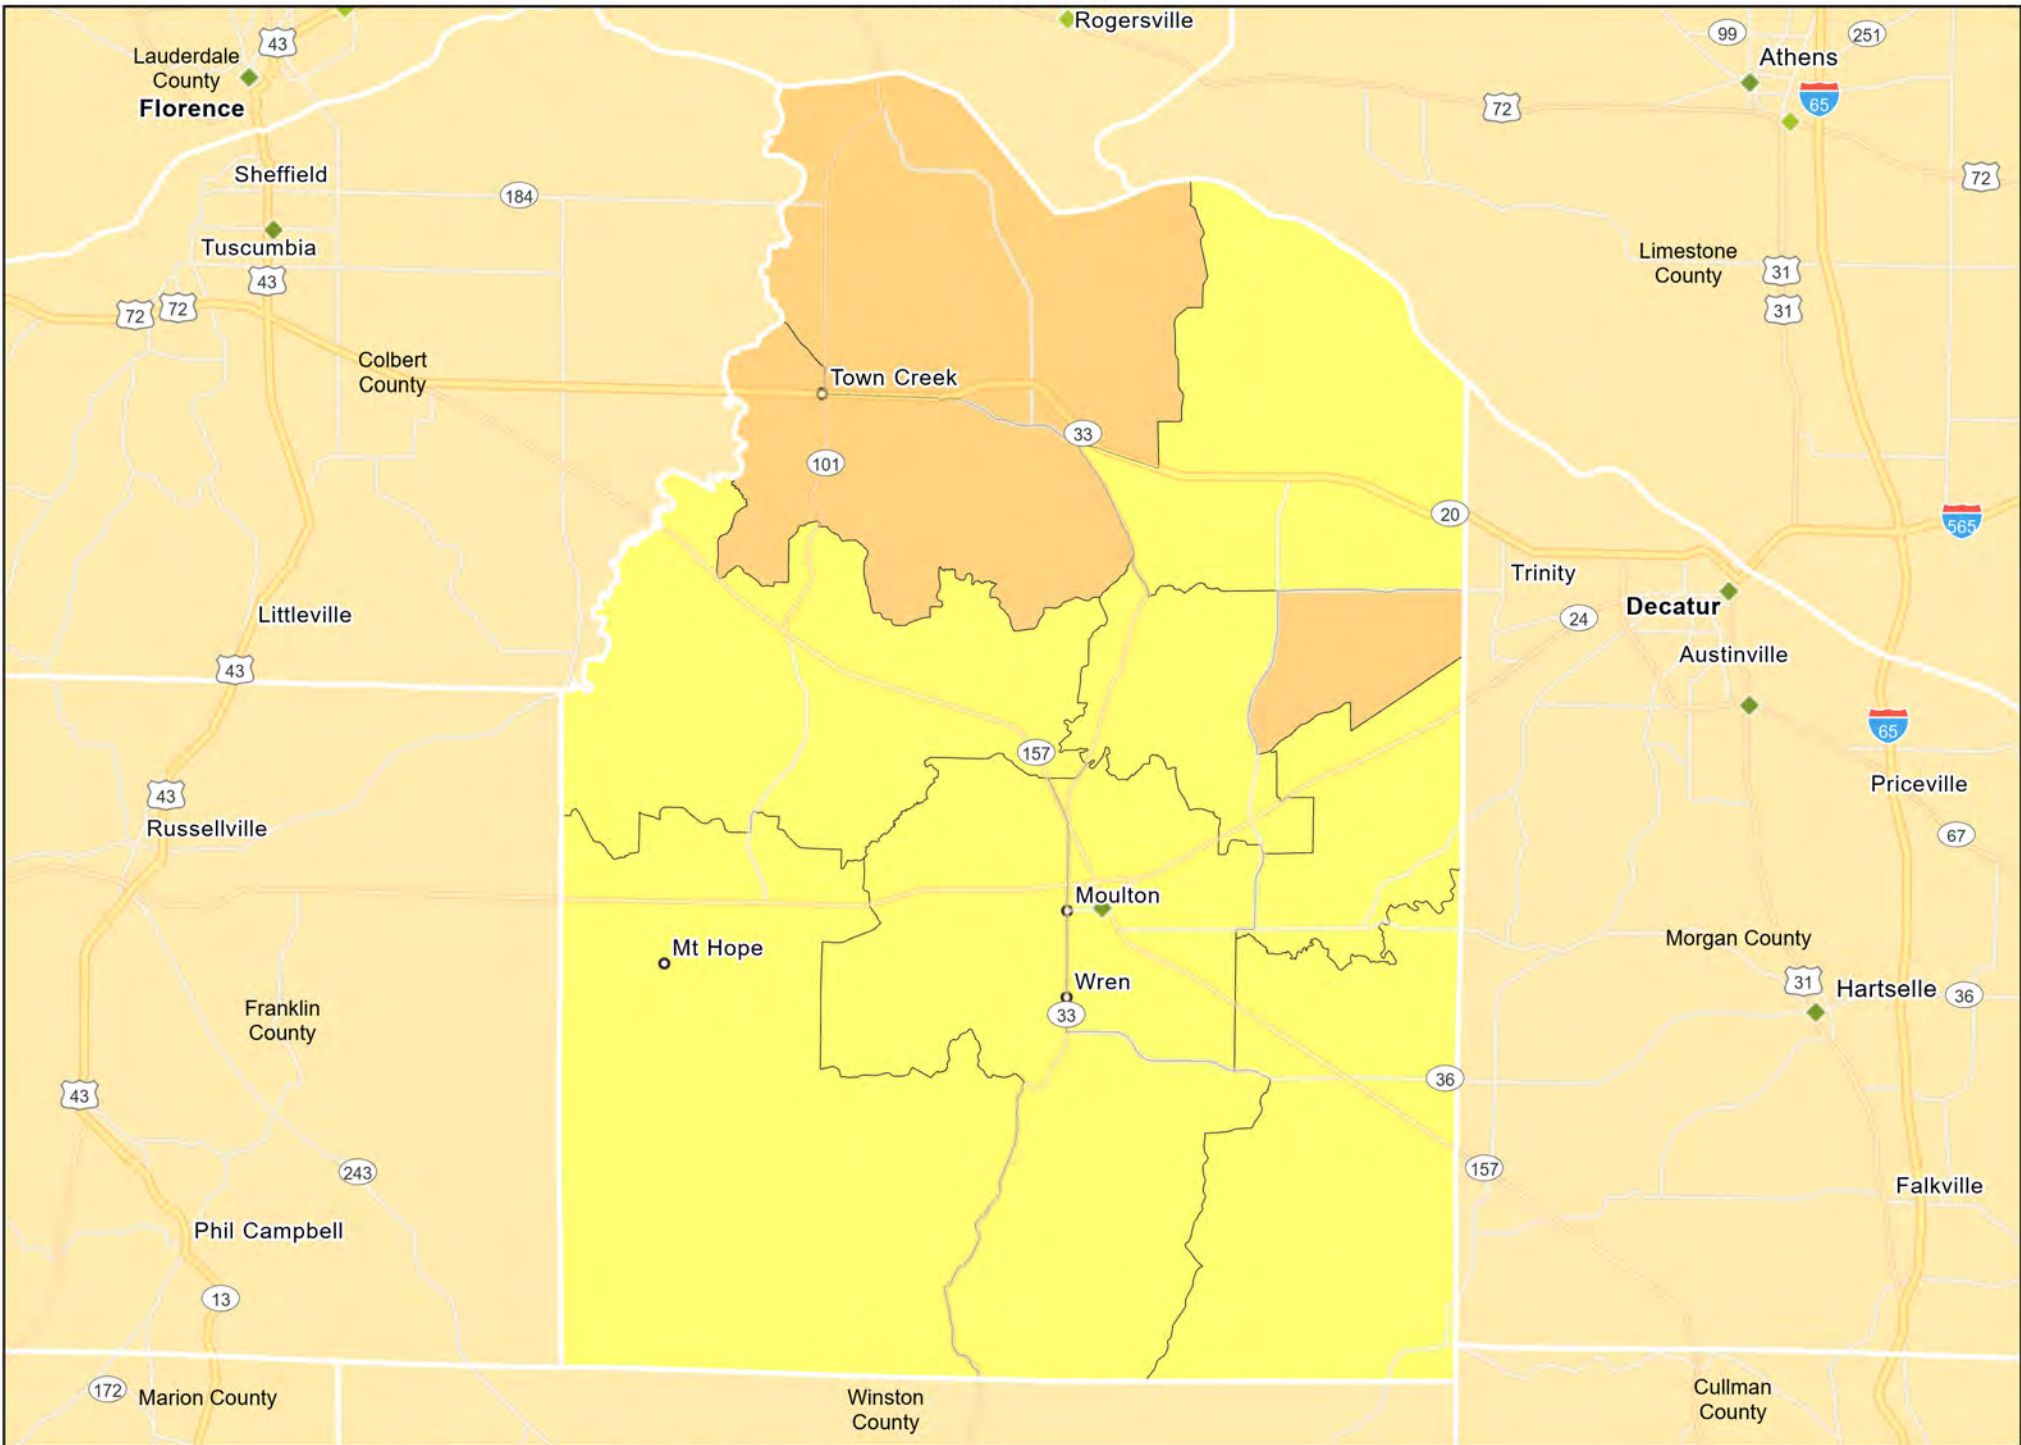 Rogersville
99
251
43
Lauderdale
County
Athens
Florence
65
72
Sheffield
72
184
Tuscumbia
Limestone
County
43
31
72
72
31
Colbert
County
Town Creek
33
101
20
565
Trinity
Decatur
24
Littleville
Austinville
43
65
157
Priceville
43
Russellville
67
Moulton
Mt Hope
Morgan County
Wren
31
Hartselle
36
Franklin
County
33
36
43
157
243
Falkville
Phil Campbell
13
172
Marion County
Winston
County
Cullman
County